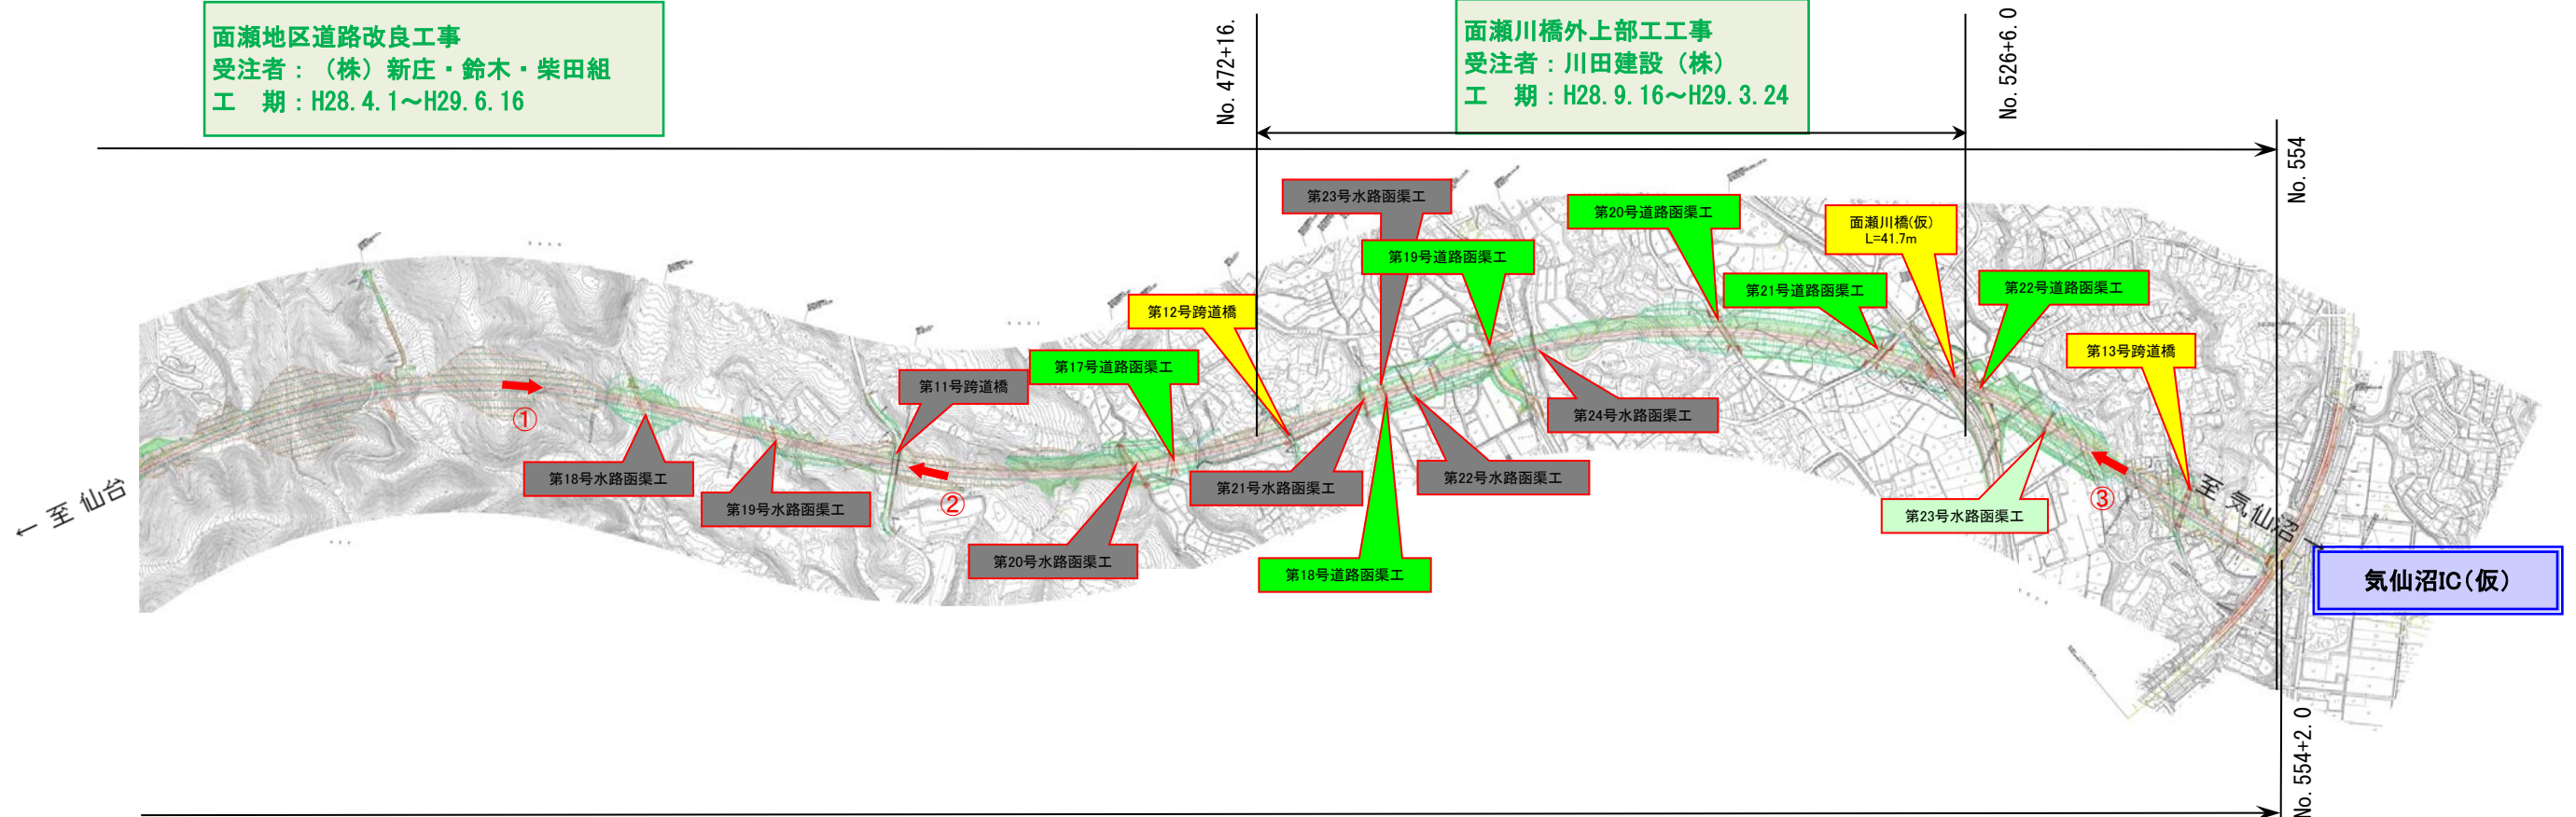 面瀬地区道路改良工事
受注者：（株）新庄・鈴木・柴田組
工　期：H28.4.1～H29.6.16
面瀬川橋外上部工工事
受注者：川田建設（株）
工　期：H28.9.16～H29.3.24
No. 472+16.
No. 526+6.0
No. 554
第23号水路函渠工
第19号道路函渠工
第20号道路函渠工
面瀬川橋(仮)
L=41.7m
第21号道路函渠工
第22号道路函渠工
第12号跨道橋
第13号跨道橋
第17号道路函渠工
第11号跨道橋
①
第24号水路函渠工
第18号水路函渠工
第19号水路函渠工
②
第20号水路函渠工
第21号水路函渠工
第22号水路函渠工
第18号道路函渠工
第23号水路函渠工
③
← 至 仙台
至 気仙沼 →
気仙沼IC(仮)
No. 554+2.0